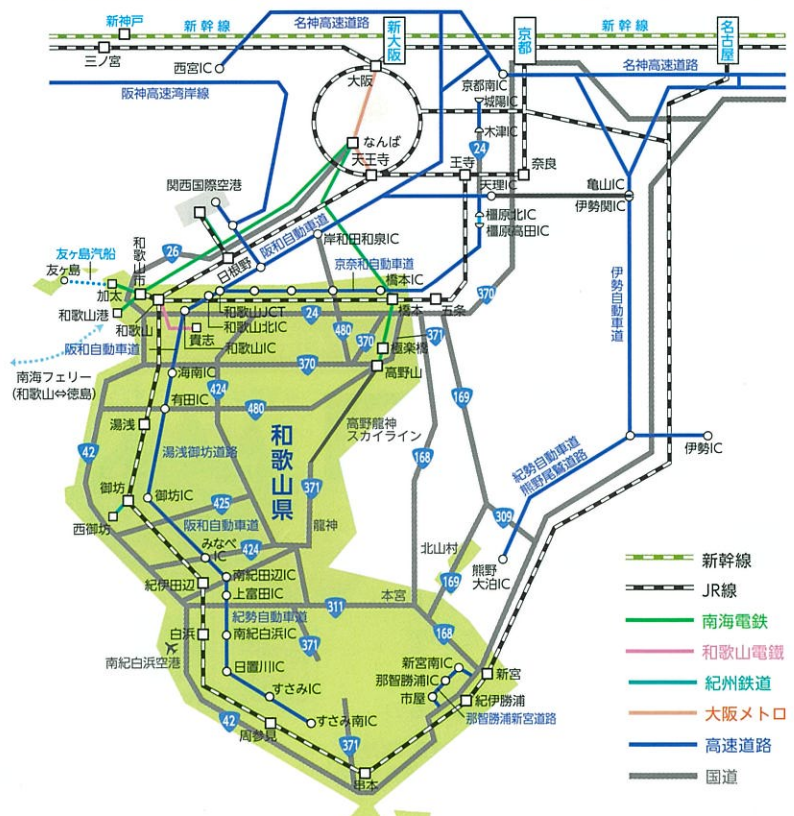 新神戸
新幹線
名神高速道路
新大阪
京都
新幹線
名古屋
三ノ宮
西宮IC
大阪
京都南IC
名神高速道路
阪神高速湾岸線
城陽IC
木津IC
24
なんば
天王寺
王寺
奈良
天理IC
亀山IC
伊勢関IC
関西国際空港
橿原北IC
橿原高田IC
岸和田和泉IC
阪和自動車道
26
日根野
京奈和自動車道
橋本IC
友ヶ島汽船
友ヶ島
和歌山市
加太
和歌山港
和歌山
和歌山JCT
和歌山北IC
貴志
和歌山IC
24
480
370
橋本
五条
370
371
極楽橋
高野山
伊勢自動車道
阪和自動車道
南海フェリー
(和歌山⇔徳島)
海南IC
370
424
有田IC
480
169
高野龍神
スカイライン
湯浅
42
湯浅御坊道路
和歌山県
168
371
紀勢自動車道
熊野尾鷲道路
伊勢IC
御坊
御坊IC
西御坊
425
阪和自動車道
龍神
309
みなべ
IC
424
北山村
熊野
大泊IC
169
紀伊田辺
南紀田辺IC
上富田IC
311
本宮
紀勢自動車道
白浜
南紀白浜IC
371
168
南紀白浜空港
日置川IC
新宮南IC
新宮
那智勝浦IC
すさみIC
市屋
紀伊勝浦
すさみ南IC
那智勝浦新宮道路
42
周参見
371
串本
新幹線
JR線
南海電鉄
和歌山電鐵
紀州鉄道
大阪メトロ
高速道路
国道